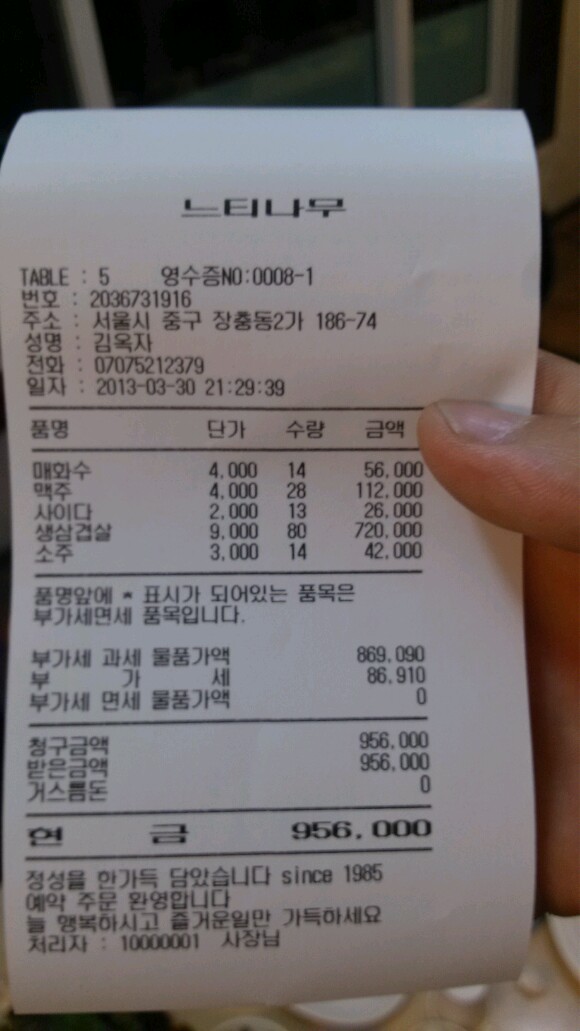 느티나무
TABLE : 5 영수증NO:0008-1
번호 : 2036731916
주소 : 서울시 중구 장충동2가 186-74
성명 : 김옥자
전화 : 07075212379
일자 : 2013-03-30 21:29:39
품명 단가 수량 금액
매화수 4,000 14 56,000
맥주 4,000 28 112,000
사이다 2,000 13 26,000
생삼겹살 9,000 80 720,000
소주 3,000 14 42,000
품명앞에 * 표시가 되어있는 품목은
부가세면세 품목입니다.
부가세 과세 물품가액 869,090
부 가 세 86,910
부가세 면세 물품가액 0
청구금액 956,000
받은금액 956,000
거스름돈 0
현 금 956,000
정성을 한가득 담았습니다 since 1985
예약 주문 환영합니다
늘 행복하시고 즐거운일만 가득하세요
처리자 : 10000001 사장님